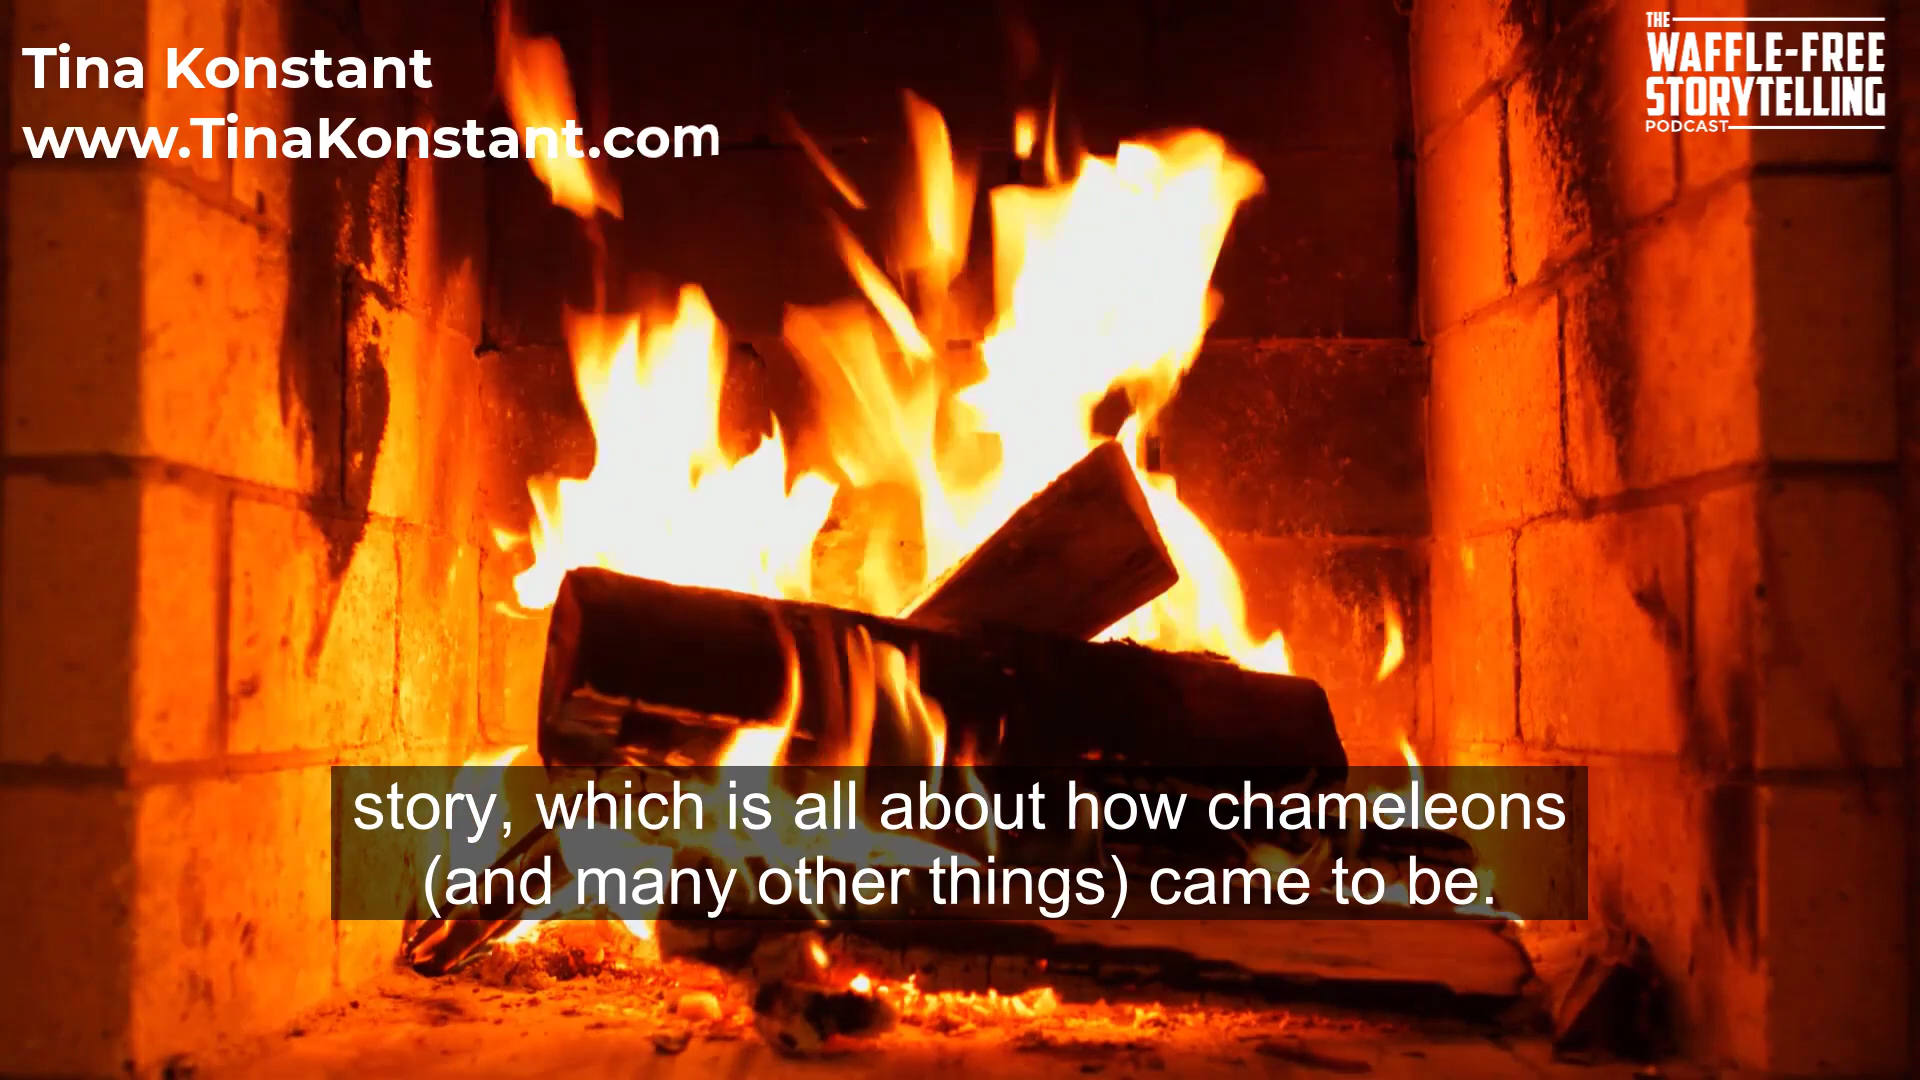 Tina Konstant
www.TinaKonstant.com
THE
WAFFLE-FREE
STORYTELLING
PODCAST
story, which is all about how chameleons
(and many other things) came to be.